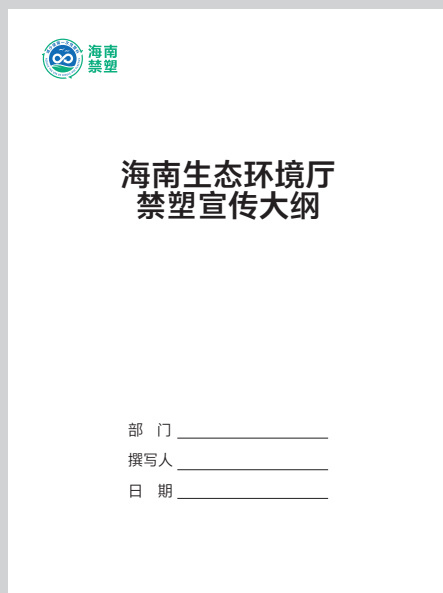 海南
禁塑
海南生态环境厅
禁塑宣传大纲
部 门
撰写人
日 期